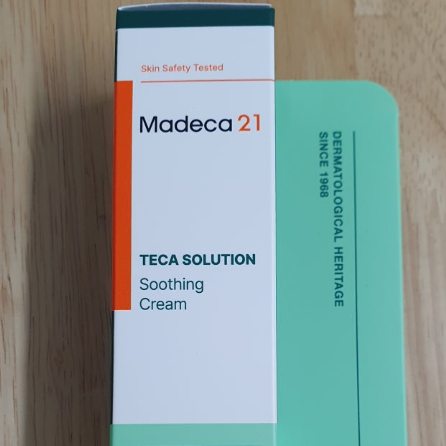 Skin Safety Tested
Madeca 21
TECA SOLUTION
Soothing
Cream
DERMATOLOGICAL HERITAGE
SINCE 1968